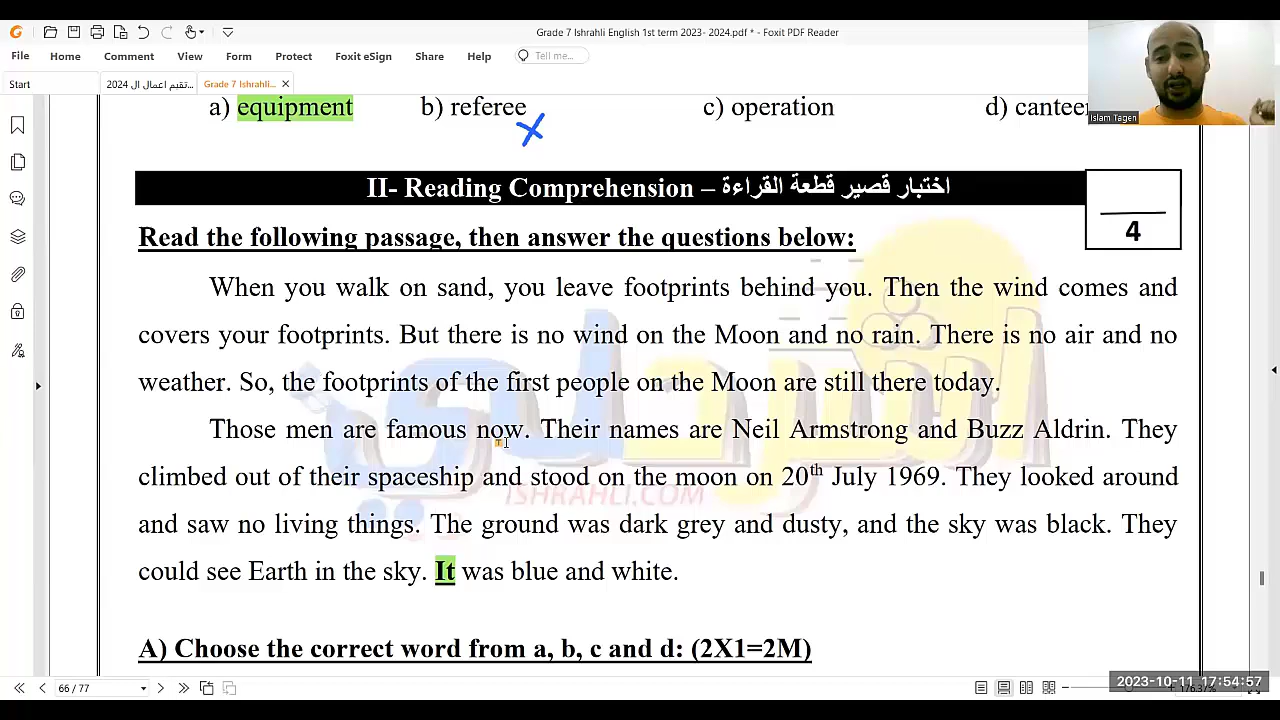 Grade 7 Ishrahli English 1st term 2023- 2024.pdf * - Foxit PDF Reader
File Home Comment View Form Protect Foxit eSign Share Help Tell me...
Start تقيم اعمال ال 2024... Grade 7 Ishrahli...
Islam Tagen
a) equipment b) referee c) operation d) cantee
II- Reading Comprehension – اختبار قصير قطعة القراءة
4
Read the following passage, then answer the questions below:
When you walk on sand, you leave footprints behind you. Then the wind comes and
covers your footprints. But there is no wind on the Moon and no rain. There is no air and no
weather. So, the footprints of the first people on the Moon are still there today.
Those men are famous now. Their names are Neil Armstrong and Buzz Aldrin. They
climbed out of their spaceship and stood on the moon on 20th July 1969. They looked around
ISHRAHLI.COM
and saw no living things. The ground was dark grey and dusty, and the sky was black. They
could see Earth in the sky. It was blue and white.
A) Choose the correct word from a, b, c and d: (2X1=2M)
66 / 77
2023-10-11 17:54:57